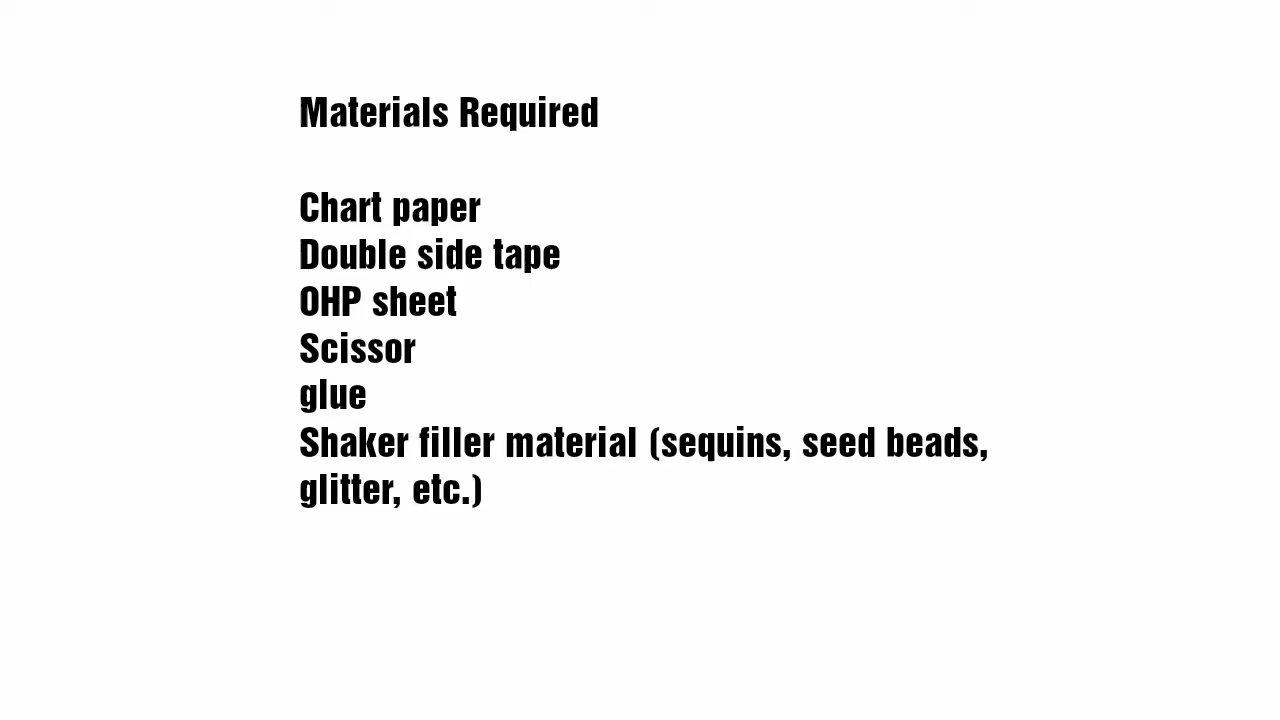 Materials Required
Chart paper
Double side tape
OHP sheet
Scissor
glue
Shaker filler material (sequins, seed beads,
glitter, etc.)